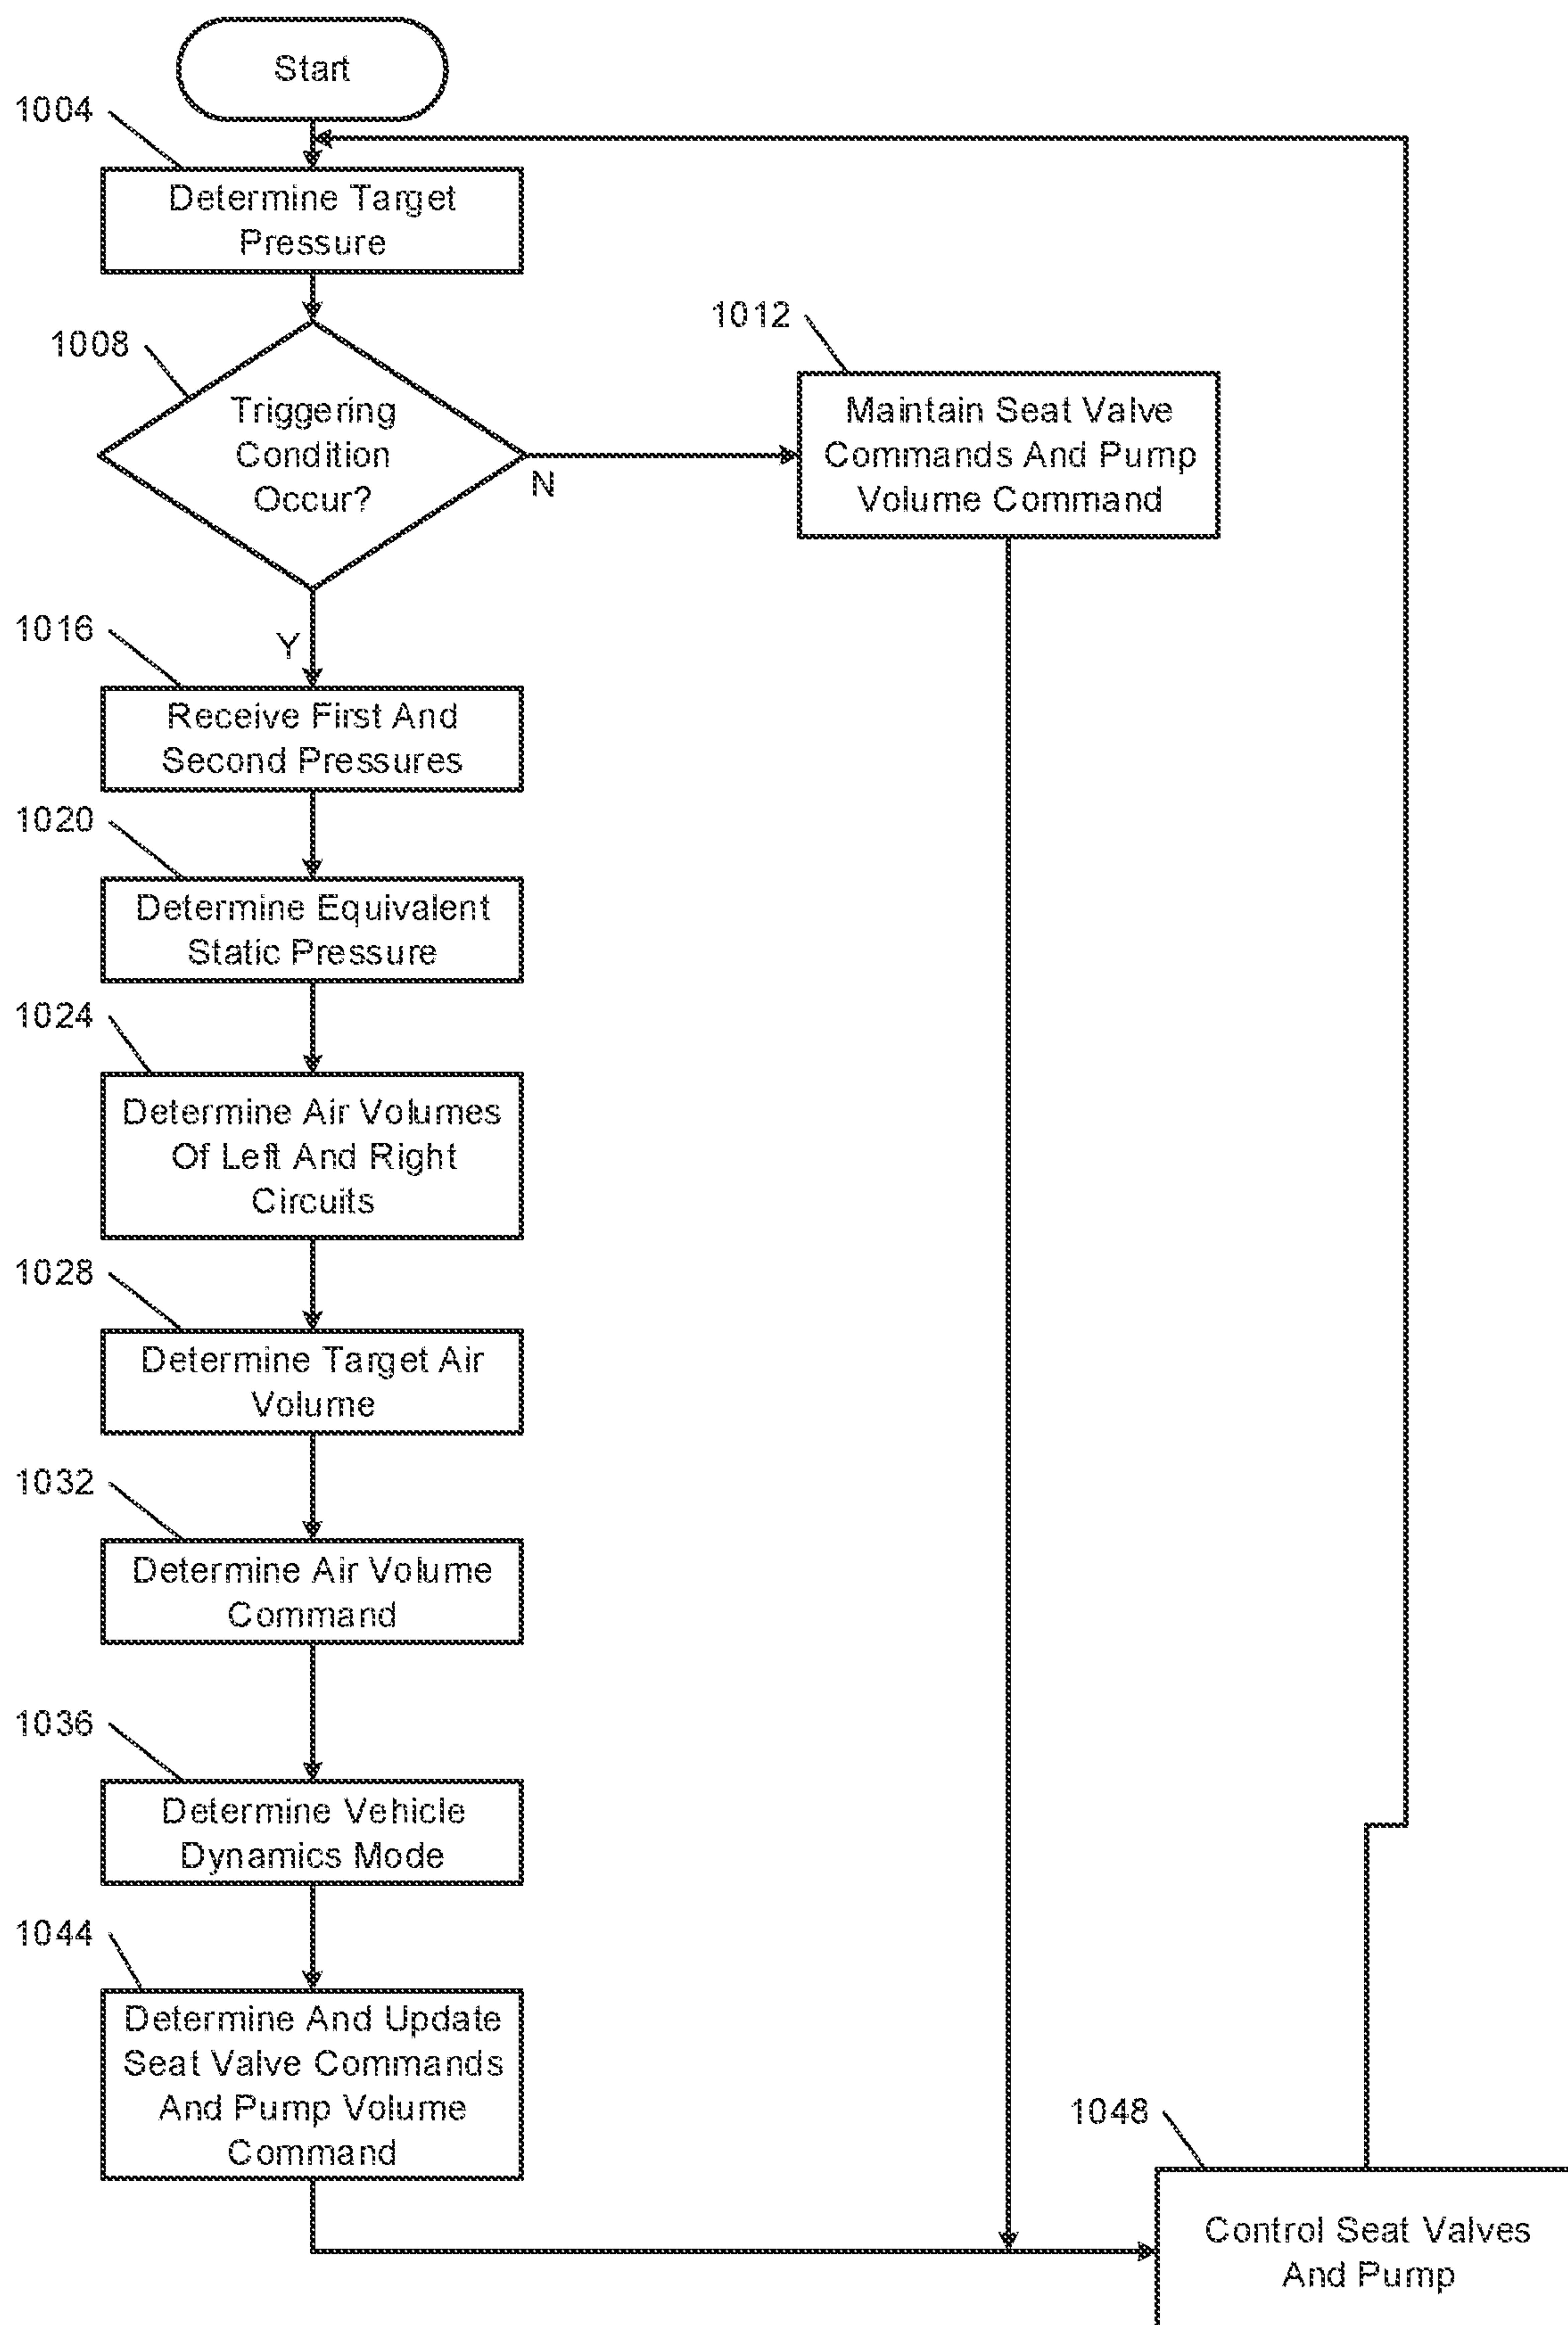 Start
1004
Determine Target
Pressure
1008
Triggering
Condition
Occur?
N
Y
1012
Maintain Seat Valve
Commands And Pump
Volume Command
1016
Receive First And
Second Pressures
1020
Determine Equivalent
Static Pressure
1024
Determine Air Volumes
Of Left And Right
Circuits
1028
Determine Target Air
Volume
1032
Determine Air Volume
Command
1036
Determine Vehicle
Dynamics Mode
1044
Determine And Update
Seat Valve Commands
And Pump Volume
Command
1048
Control Seat Valves
And Pump